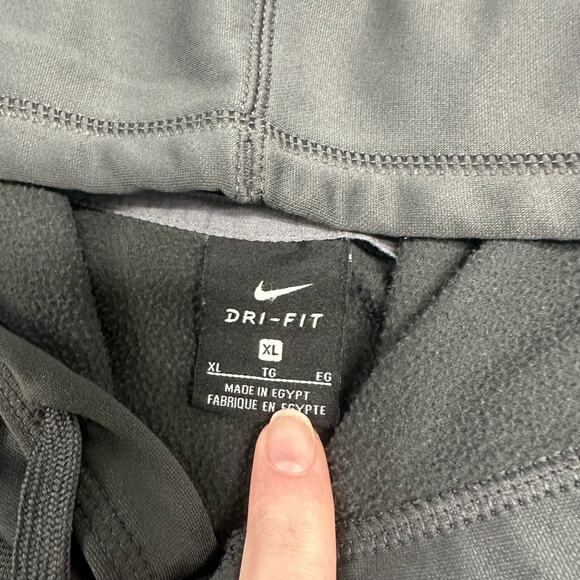 DRI-FIT
XL
XL TG EG
MADE IN EGYPT
FABRIQUE EN EGYPTE